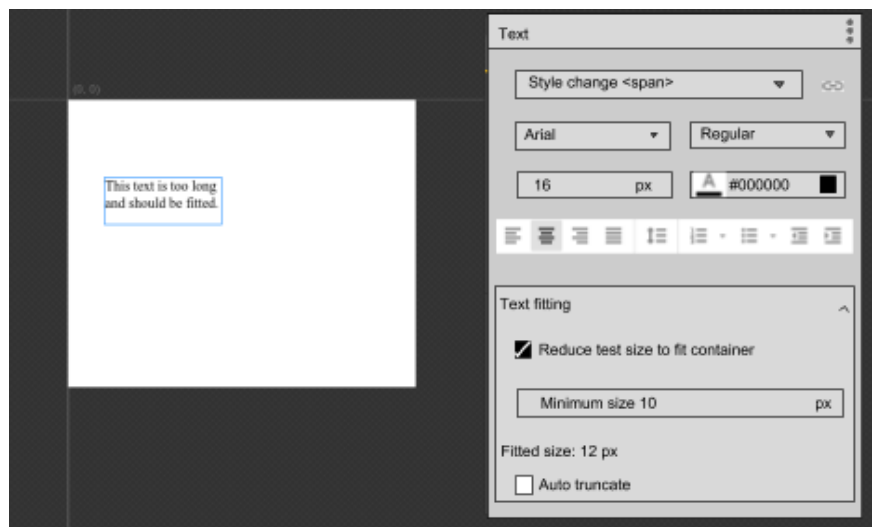 (0, 0)
This text is too long
and should be fitted.
Text
Style change <span>
Arial
Regular
16 px
A #000000
Text fitting
Reduce test size to fit container
Minimum size 10 px
Fitted size: 12 px
Auto truncate